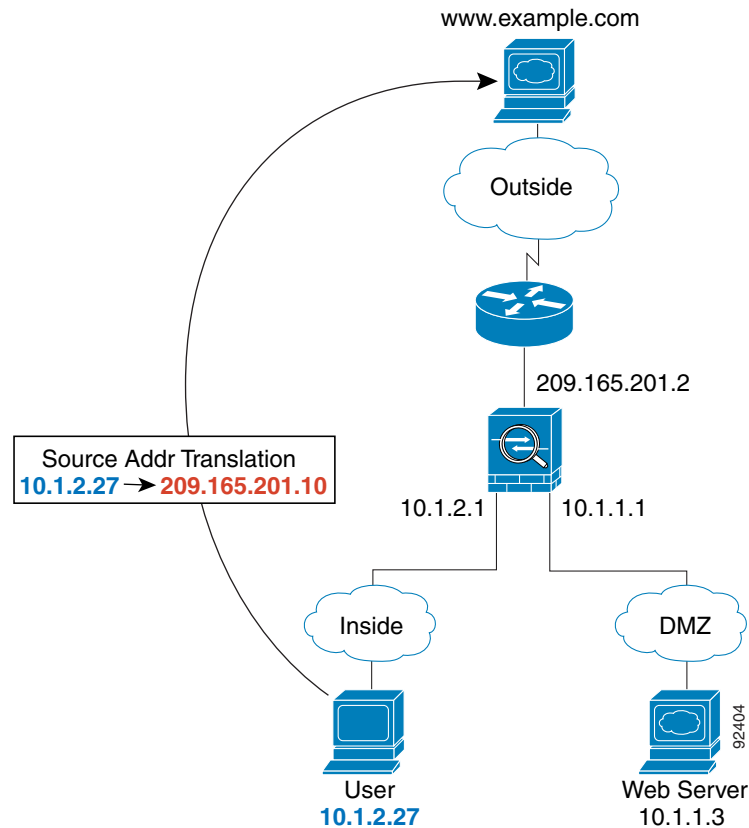 www.example.com
Outside
209.165.201.2
Source Addr Translation
10.1.2.27 → 209.165.201.10
10.1.2.1
10.1.1.1
Inside
DMZ
User
10.1.2.27
Web Server
10.1.1.3
92404